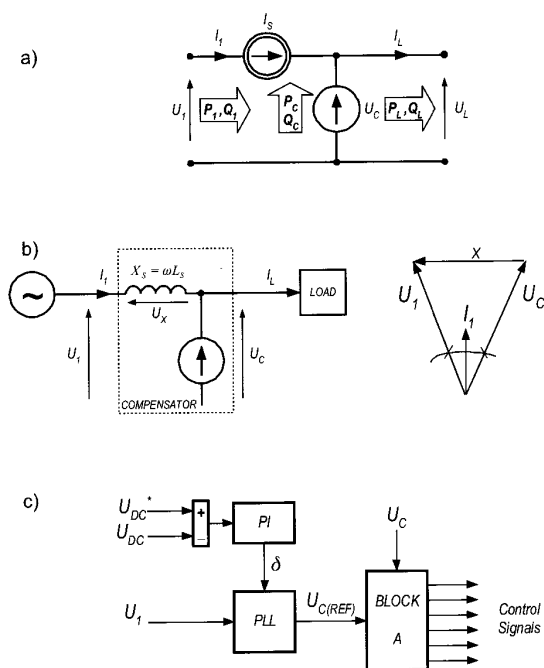 a)
I1
IS
IL
U1
P1,Q1
PC
QC
UC
PL,QL
UL
b)
XS = ωLS
I1
IL
LOAD
UX
U1
UC
COMPENSATOR
X
U1
I1
UC
c)
UDC*
UDC
+
−
PI
δ
UC
U1
PLL
UC(REF)
BLOCK
A
Control
Signals